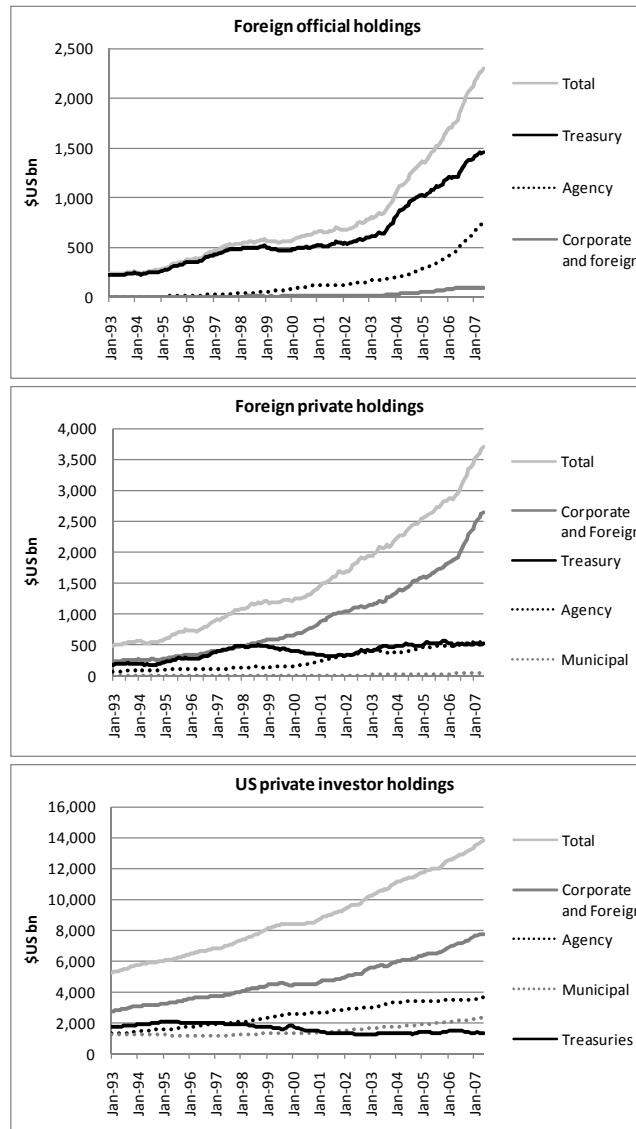 Foreign official holdings
2,500
2,000
1,500
1,000
500
0
$US bn
Jan-93
Jan-94
Jan-95
Jan-96
Jan-97
Jan-98
Jan-99
Jan-00
Jan-01
Jan-02
Jan-03
Jan-04
Jan-05
Jan-06
Jan-07
Total
Treasury
Agency
Corporate
and foreign
Foreign private holdings
4,000
3,500
3,000
2,500
2,000
1,500
1,000
500
0
$US bn
Jan-93
Jan-94
Jan-95
Jan-96
Jan-97
Jan-98
Jan-99
Jan-00
Jan-01
Jan-02
Jan-03
Jan-04
Jan-05
Jan-06
Jan-07
Total
Corporate
and Foreign
Treasury
Agency
Municipal
US private investor holdings
16,000
14,000
12,000
10,000
8,000
6,000
4,000
2,000
0
$US bn
Jan-93
Jan-94
Jan-95
Jan-96
Jan-97
Jan-98
Jan-99
Jan-00
Jan-01
Jan-02
Jan-03
Jan-04
Jan-05
Jan-06
Jan-07
Total
Corporate
and Foreign
Agency
Municipal
Treasuries